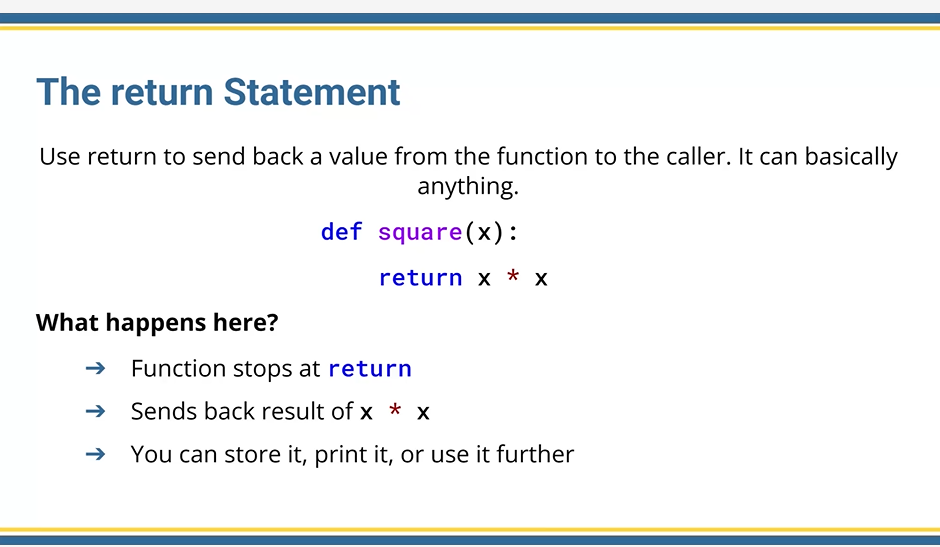 The return Statement
Use return to send back a value from the function to the caller. It can basically
anything.
def square(x):
return x * x
What happens here?
➔ Function stops at return
➔ Sends back result of x * x
➔ You can store it, print it, or use it further